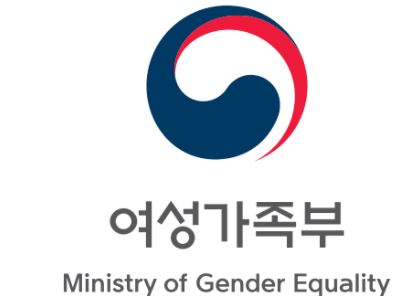 여성가족부
Ministry of Gender Equality